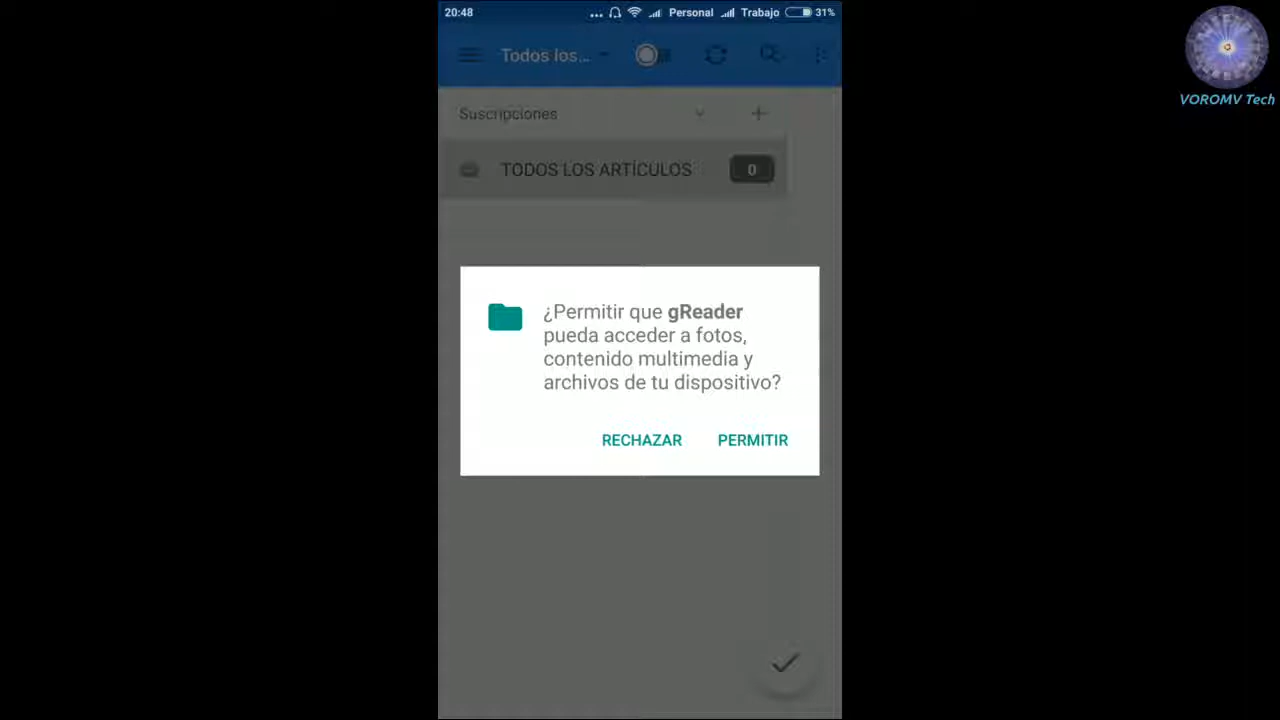 20:48
Personal
Trabajo
31%
VOROMV Tech
Todos los...
Suscripciones
TODOS LOS ARTÍCULOS
0
¿Permitir que gReader
pueda acceder a fotos,
contenido multimedia y
archivos de tu dispositivo?
RECHAZAR
PERMITIR